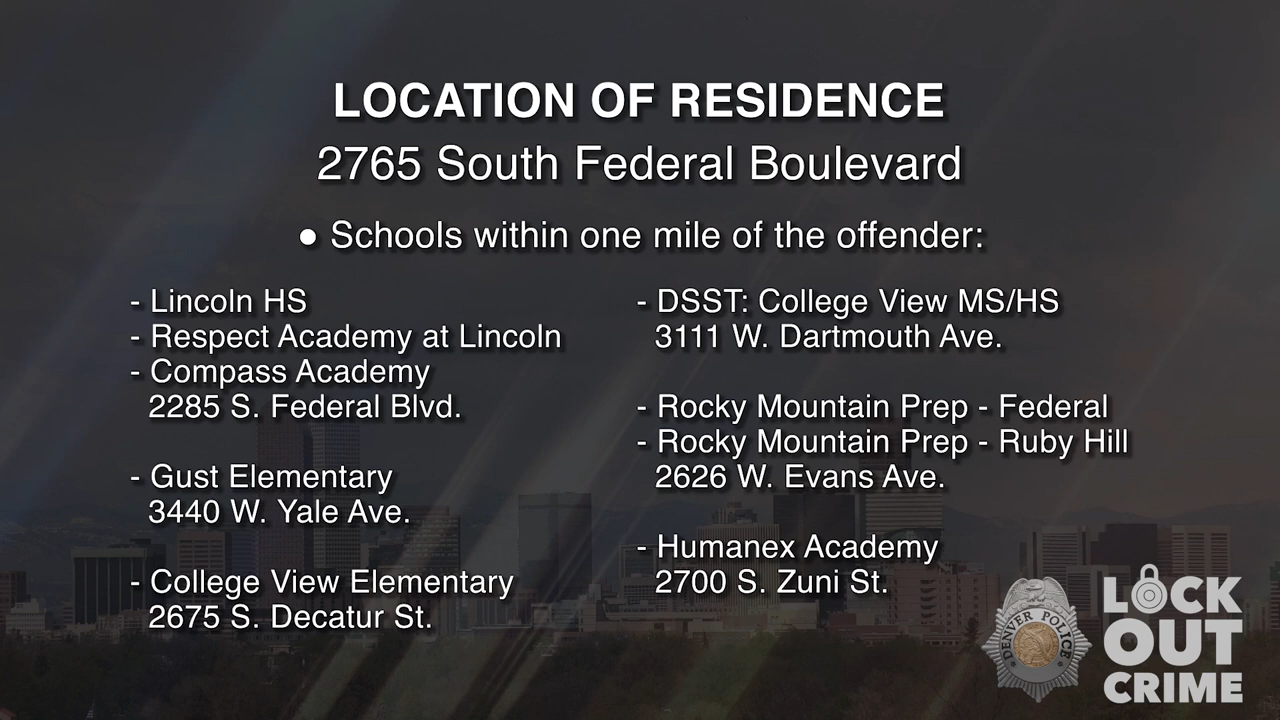 LOCATION OF RESIDENCE
2765 South Federal Boulevard
● Schools within one mile of the offender:
- Lincoln HS
- Respect Academy at Lincoln
- Compass Academy
2285 S. Federal Blvd.
- Gust Elementary
3440 W. Yale Ave.
- College View Elementary
2675 S. Decatur St.
- DSST: College View MS/HS
3111 W. Dartmouth Ave.
- Rocky Mountain Prep - Federal
- Rocky Mountain Prep - Ruby Hill
2626 W. Evans Ave.
- Humanex Academy
2700 S. Zuni St.
DENVER POLICE
LOCK
OUT
CRIME